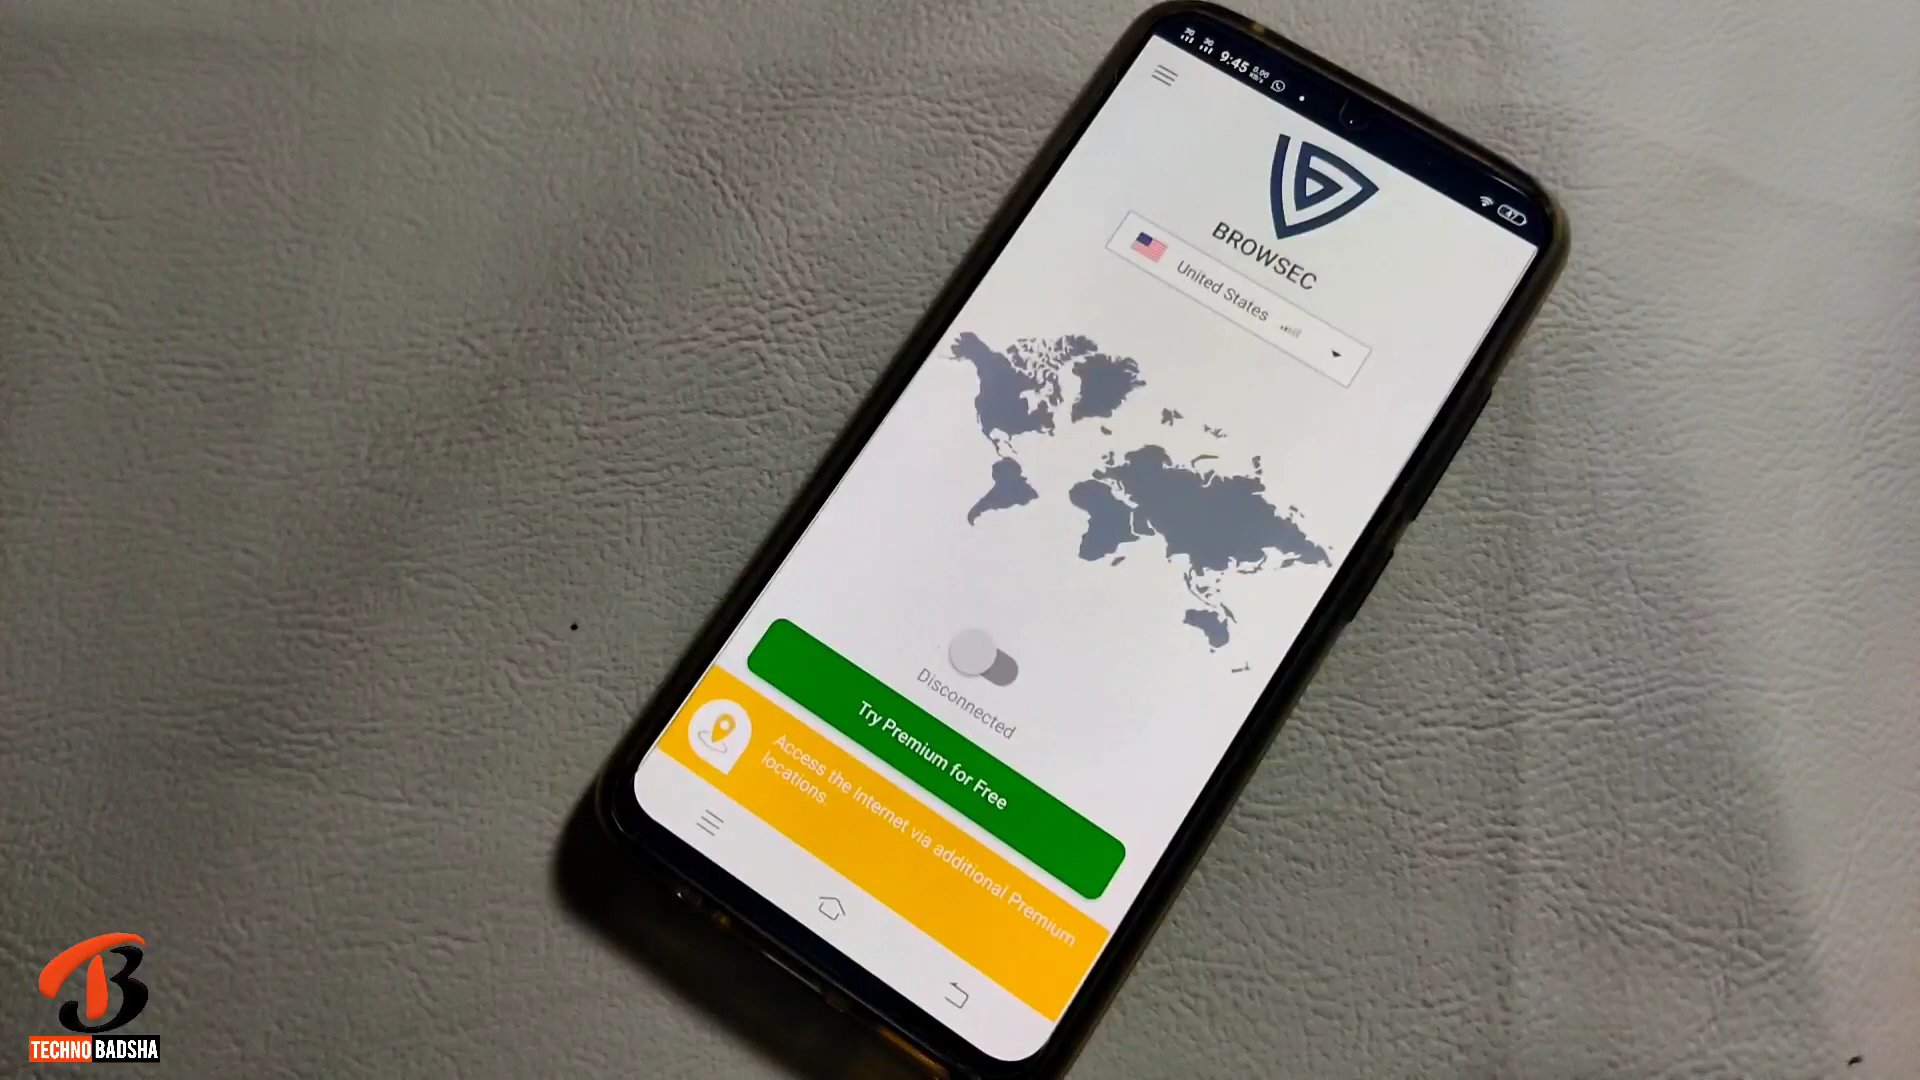 9:45
47
BROWSEC
United States
Disconnected
Try Premium for Free
Access the Internet via additional Premium
locations.
TECHNO BADSHA